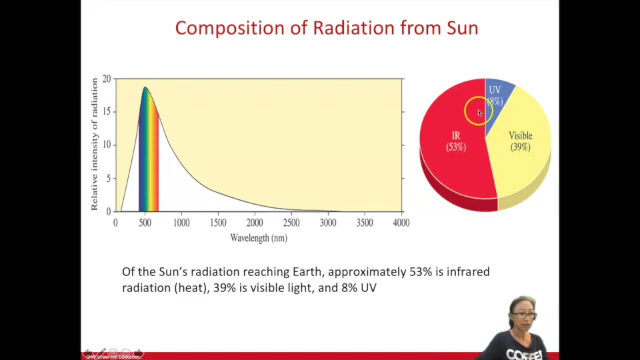 Composition of Radiation from Sun
Relative intensity of radiation
20
15
10
5
0
0 500 1000 1500 2000 2500 3000 3500 4000
Wavelength (nm)
UV
(8%)
IR
(53%)
Visible
(39%)
Of the Sun's radiation reaching Earth, approximately 53% is infrared
radiation (heat), 39% is visible light, and 8% UV
COFFEE